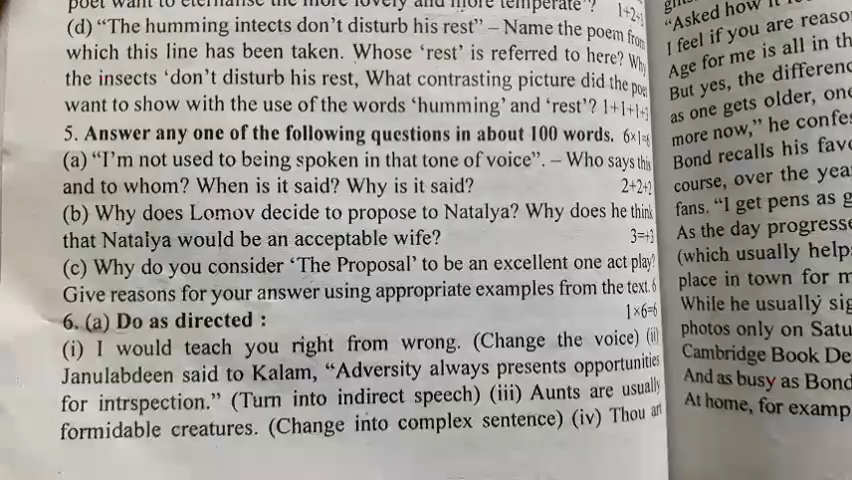 poet want to eternalise the more lovely and more temperate"? 1+2+
(d) “The humming intects don’t disturb his rest” – Name the poem from
which this line has been taken. Whose ‘rest’ is referred to here? Why
the insects ‘don’t disturb his rest, What contrasting picture did the poet
want to show with the use of the words ‘humming’ and ‘rest’? 1+1+1+3
5. Answer any one of the following questions in about 100 words. 6×1=6
(a) “I’m not used to being spoken in that tone of voice”. – Who says this
and to whom? When is it said? Why is it said? 2+2+2
(b) Why does Lomov decide to propose to Natalya? Why does he think
that Natalya would be an acceptable wife? 3=+3
(c) Why do you consider ‘The Proposal’ to be an excellent one act play?
Give reasons for your answer using appropriate examples from the text. 6
6. (a) Do as directed : 1×6=6
(i) I would teach you right from wrong. (Change the voice) (ii)
Janulabdeen said to Kalam, “Adversity always presents opportunities
for intrspection.” (Turn into indirect speech) (iii) Aunts are usually
formidable creatures. (Change into complex sentence) (iv) Thou art
“Asked how it
I feel if you are reaso
Age for me is all in th
But yes, the differenc
as one gets older, one
more now,” he confes
Bond recalls his favo
course, over the yea
fans. “I get pens as g
As the day progresse
(which usually help
place in town for m
While he usually sig
photos only on Satu
Cambridge Book De
And as busy as Bond
At home, for examp